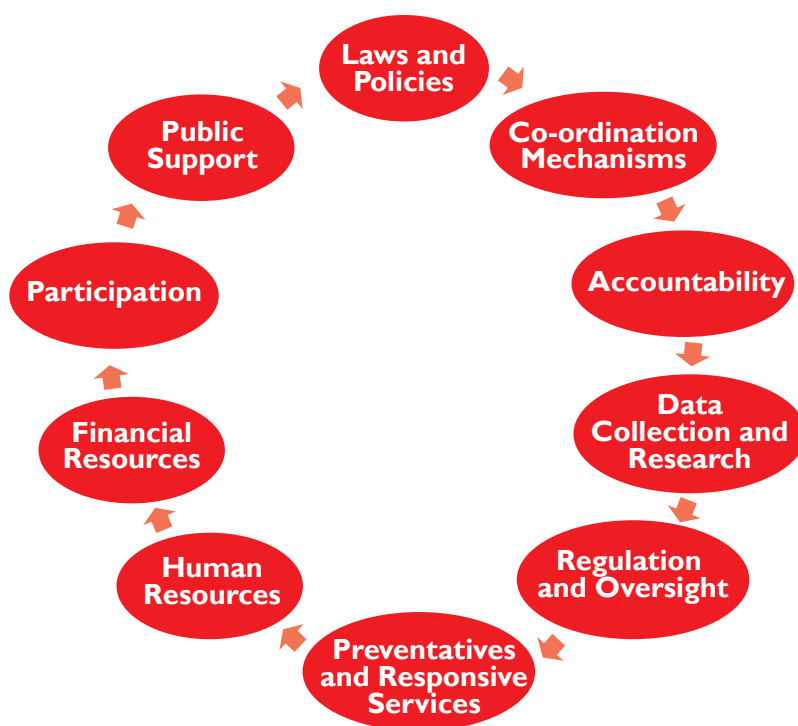 Laws and
Policies
Co-ordination
Mechanisms
Accountability
Data
Collection and
Research
Regulation
and Oversight
Preventatives
and Responsive
Services
Human
Resources
Financial
Resources
Participation
Public
Support